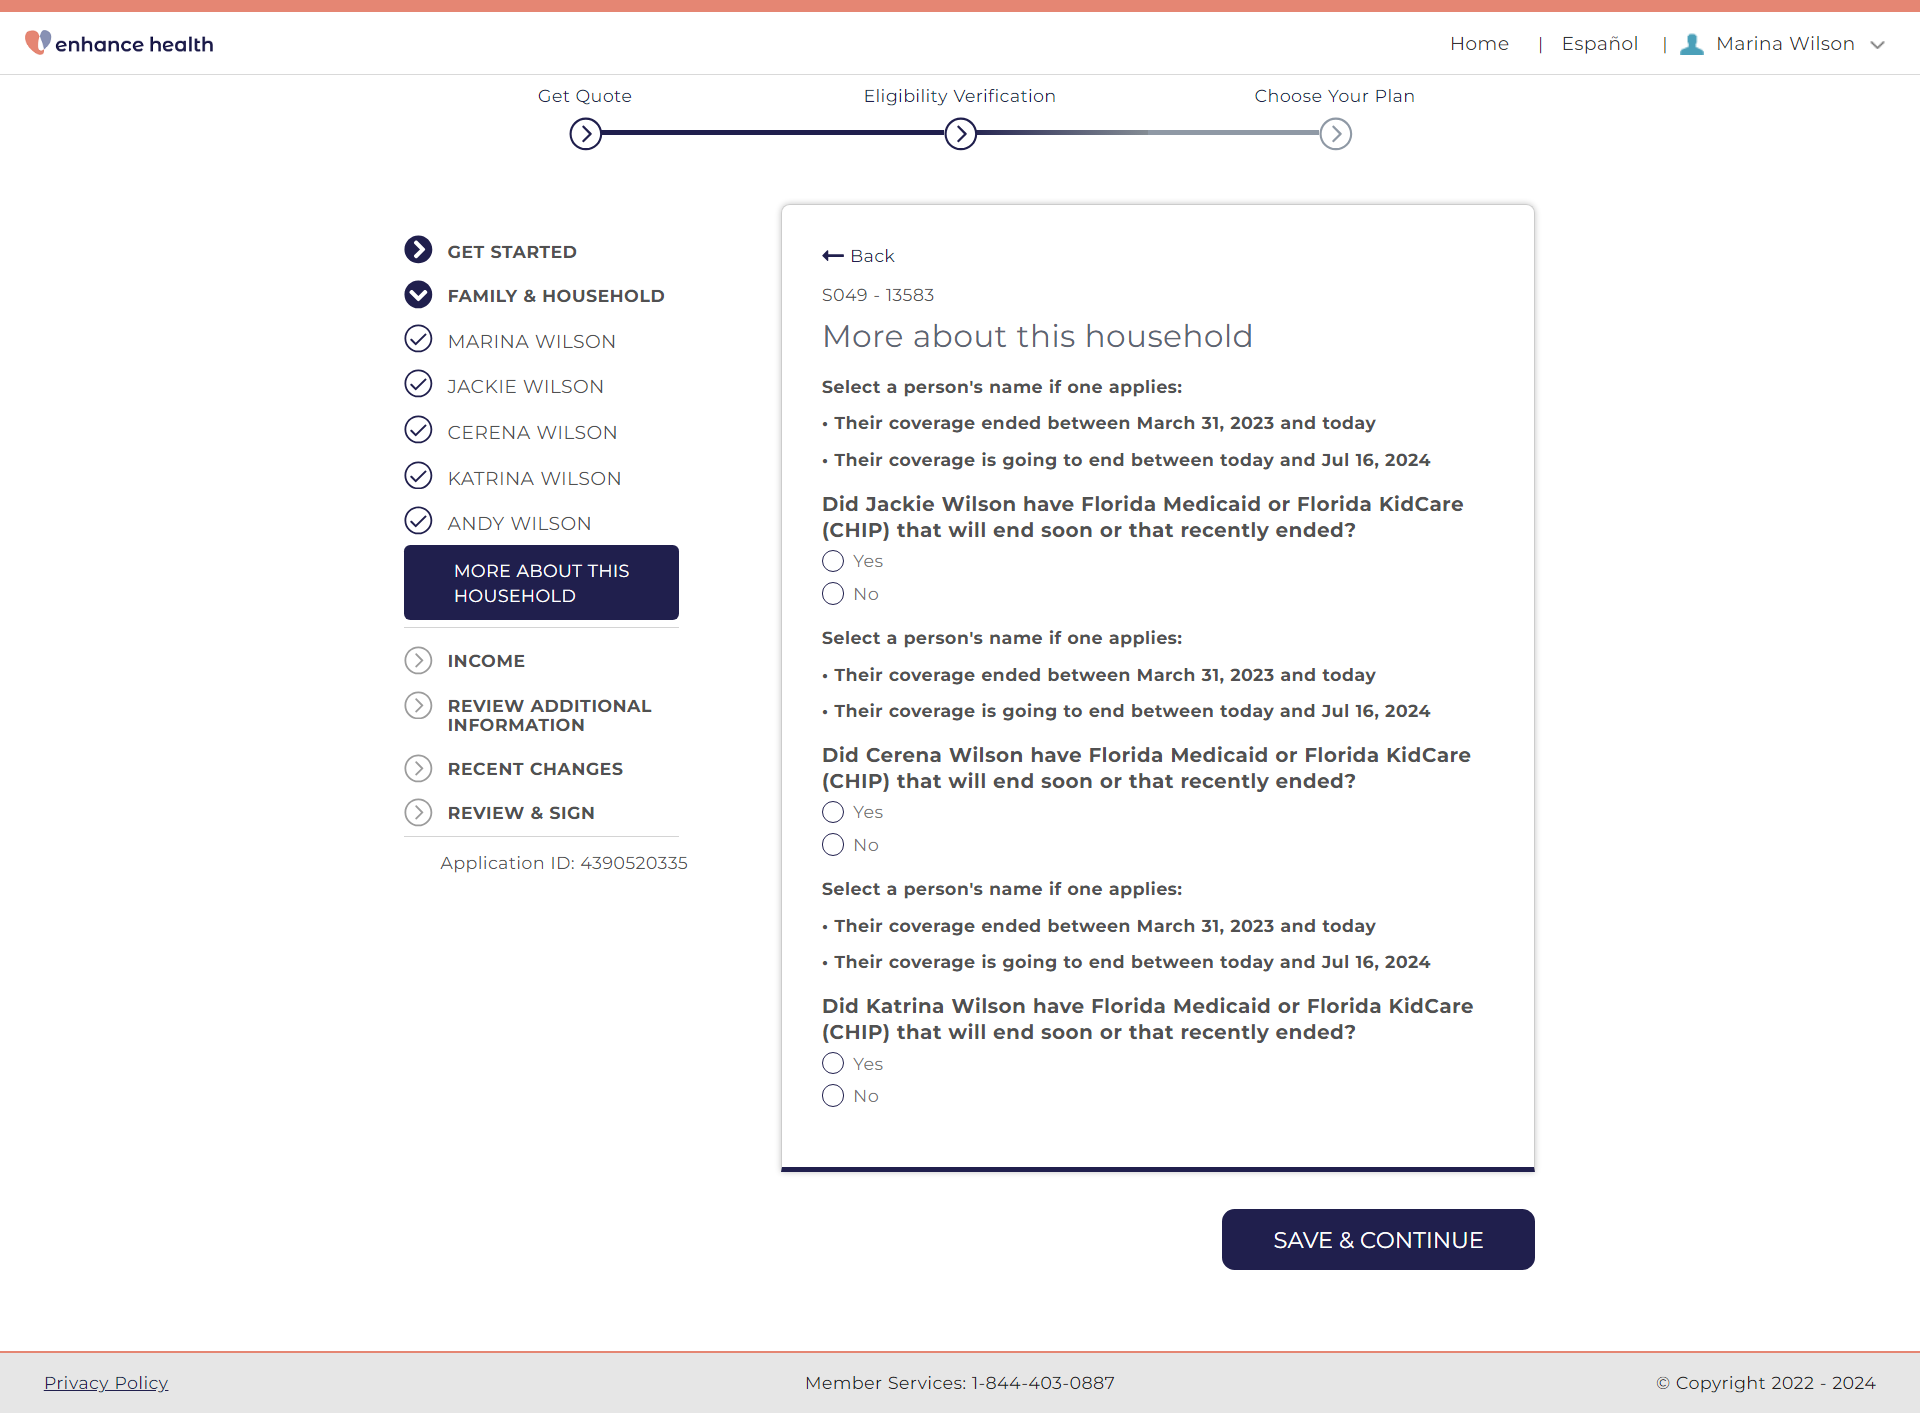 enhance health
Home | Español | Marina Wilson
Get Quote
Eligibility Verification
Choose Your Plan
GET STARTED
FAMILY & HOUSEHOLD
MARINA WILSON
JACKIE WILSON
CERENA WILSON
KATRINA WILSON
ANDY WILSON
MORE ABOUT THIS
HOUSEHOLD
INCOME
REVIEW ADDITIONAL
INFORMATION
RECENT CHANGES
REVIEW & SIGN
Application ID: 4390520335
Back
S049 - 13583
More about this household
Select a person's name if one applies:
• Their coverage ended between March 31, 2023 and today
• Their coverage is going to end between today and Jul 16, 2024
Did Jackie Wilson have Florida Medicaid or Florida KidCare
(CHIP) that will end soon or that recently ended?
Yes
No
Select a person's name if one applies:
• Their coverage ended between March 31, 2023 and today
• Their coverage is going to end between today and Jul 16, 2024
Did Cerena Wilson have Florida Medicaid or Florida KidCare
(CHIP) that will end soon or that recently ended?
Yes
No
Select a person's name if one applies:
• Their coverage ended between March 31, 2023 and today
• Their coverage is going to end between today and Jul 16, 2024
Did Katrina Wilson have Florida Medicaid or Florida KidCare
(CHIP) that will end soon or that recently ended?
Yes
No
SAVE & CONTINUE
Privacy Policy
Member Services: 1-844-403-0887
© Copyright 2022 - 2024